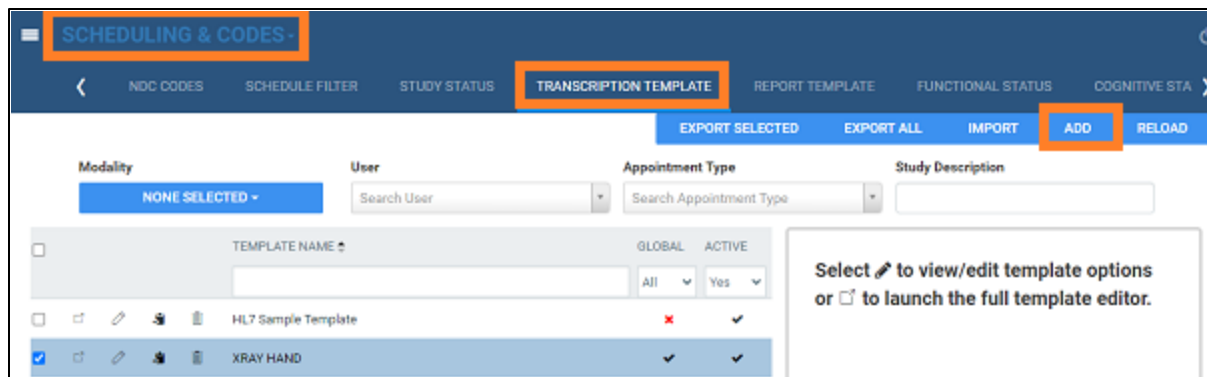 SCHEDULING & CODES
NDC CODES SCHEDULE FILTER STUDY STATUS TRANSCRIPTION TEMPLATE REPORT TEMPLATE FUNCTIONAL STATUS COGNITIVE STA
EXPORT SELECTED EXPORT ALL IMPORT ADD RELOAD
Modality User Appointment Type Study Description
NONE SELECTED Search User Search Appointment Type
TEMPLATE NAME GLOBAL ACTIVE
All Yes
Select to view/edit template options
or to launch the full template editor.
HL7 Sample Template
XRAY HAND